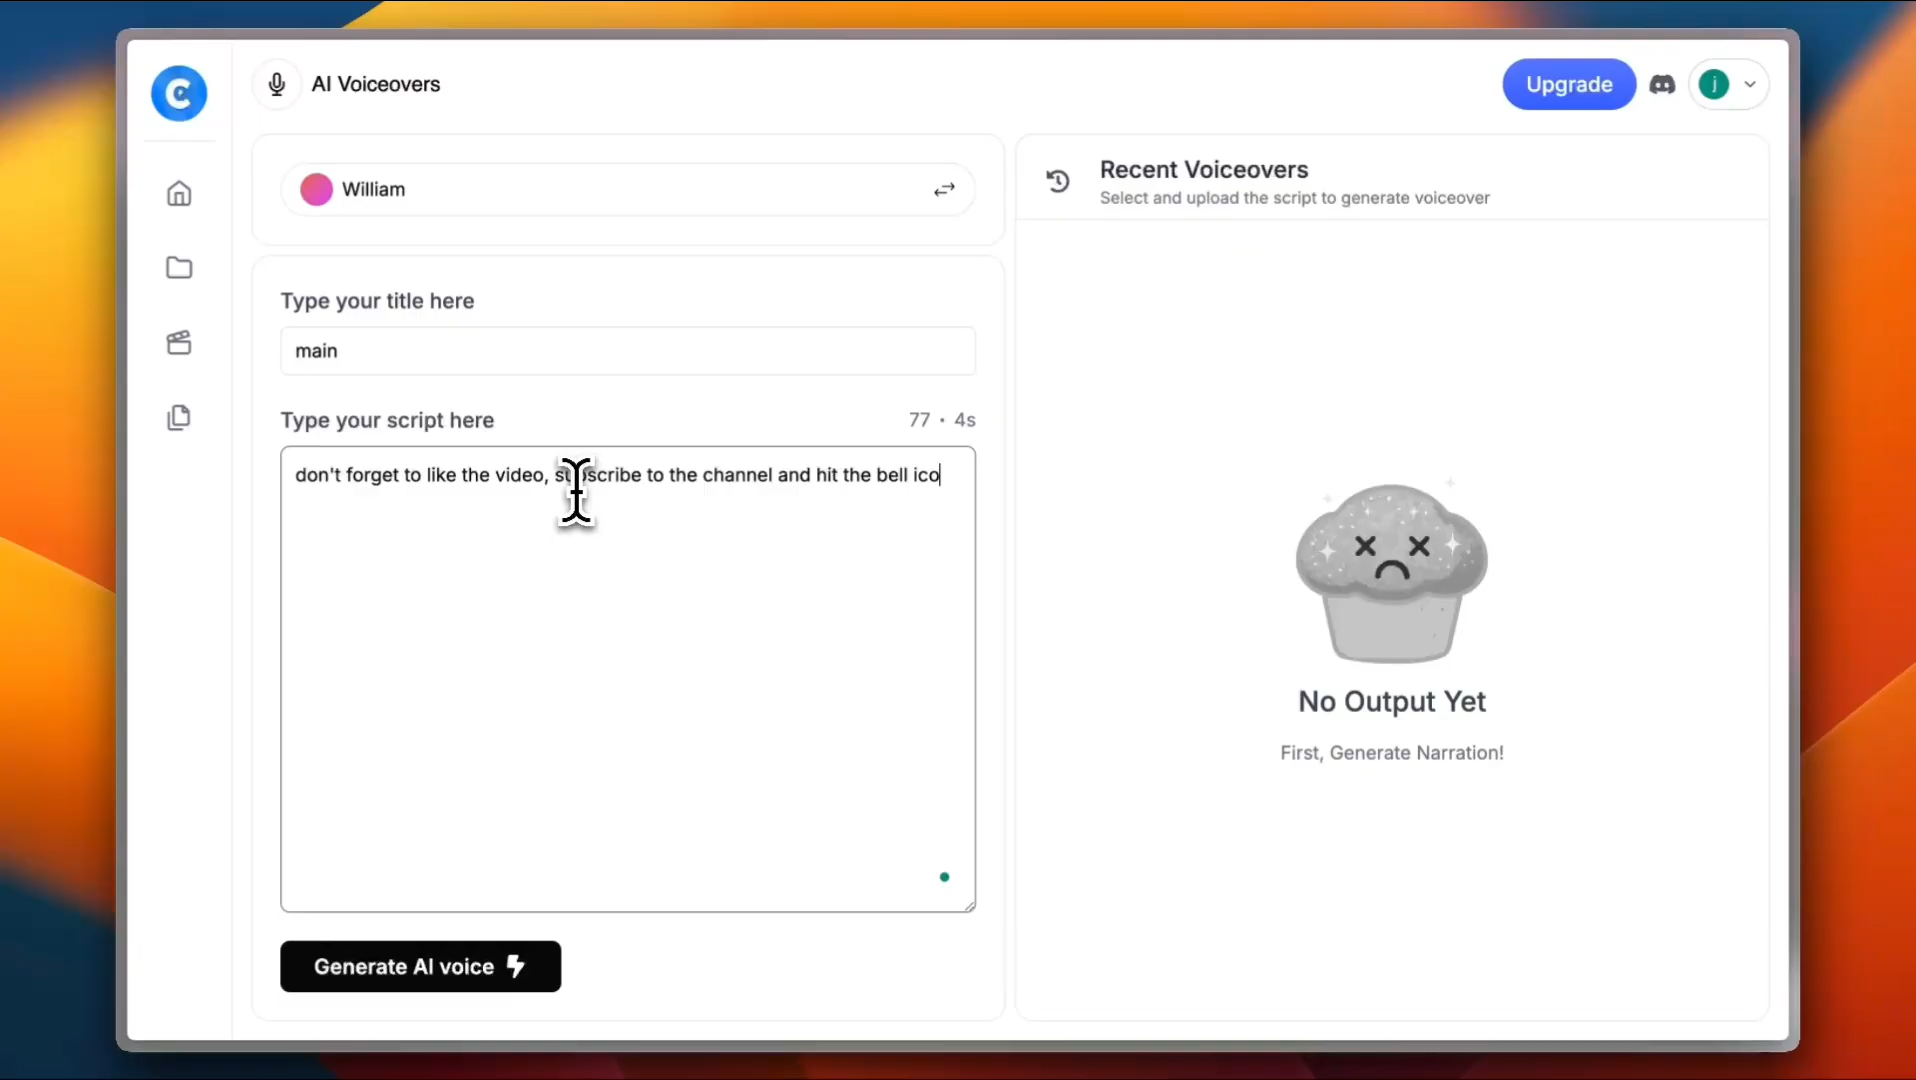 AI Voiceovers
Upgrade
j
William
Type your title here
main
Type your script here
77 • 4s
don't forget to like the video, subscribe to the channel and hit the bell ico
Generate AI voice
Recent Voiceovers
Select and upload the script to generate voiceover
No Output Yet
First, Generate Narration!